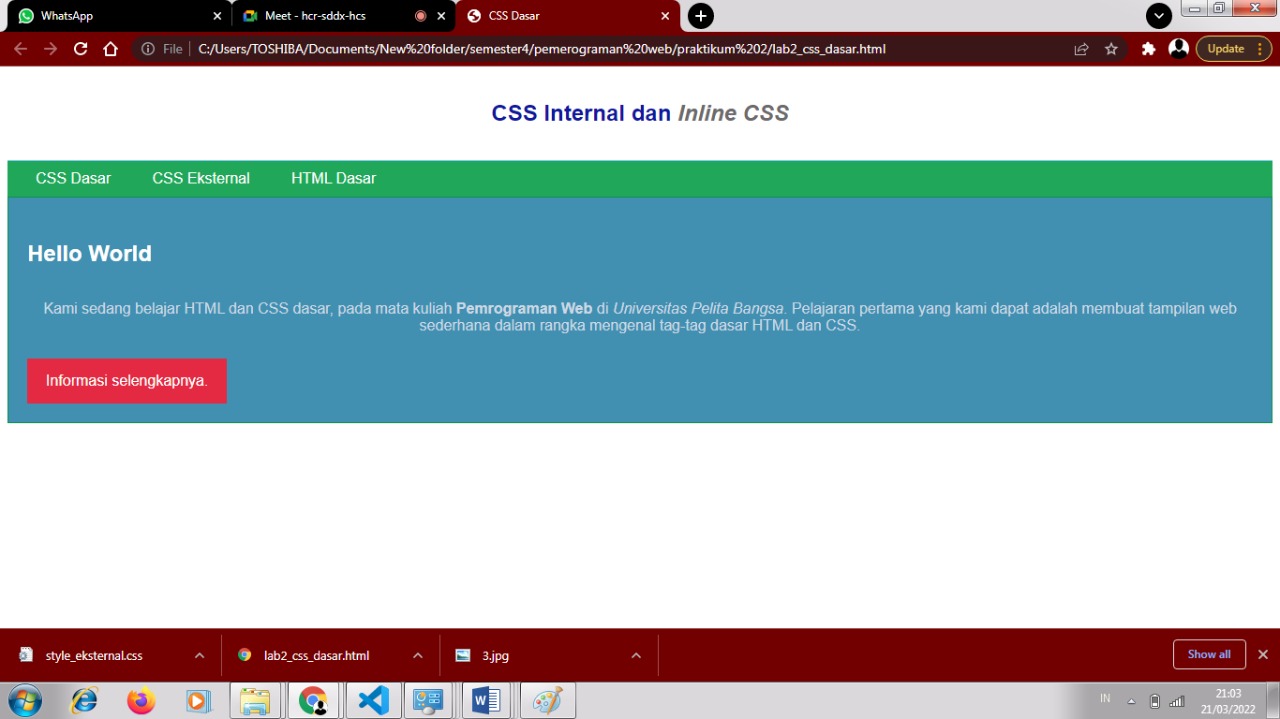 WhatsApp
Meet - hcr-sddx-hcs
CSS Dasar
File
C:/Users/TOSHIBA/Documents/New%20folder/semester4/pemerograman%20web/praktikum%202/lab2_css_dasar.html
Update
CSS Internal dan Inline CSS
CSS Dasar
CSS Eksternal
HTML Dasar
Hello World
Kami sedang belajar HTML dan CSS dasar, pada mata kuliah Pemrograman Web di Universitas Pelita Bangsa. Pelajaran pertama yang kami dapat adalah membuat tampilan web
sederhana dalam rangka mengenal tag-tag dasar HTML dan CSS.
Informasi selengkapnya.
style_eksternal.css
lab2_css_dasar.html
3.jpg
Show all
IN
21:03
21/03/2022